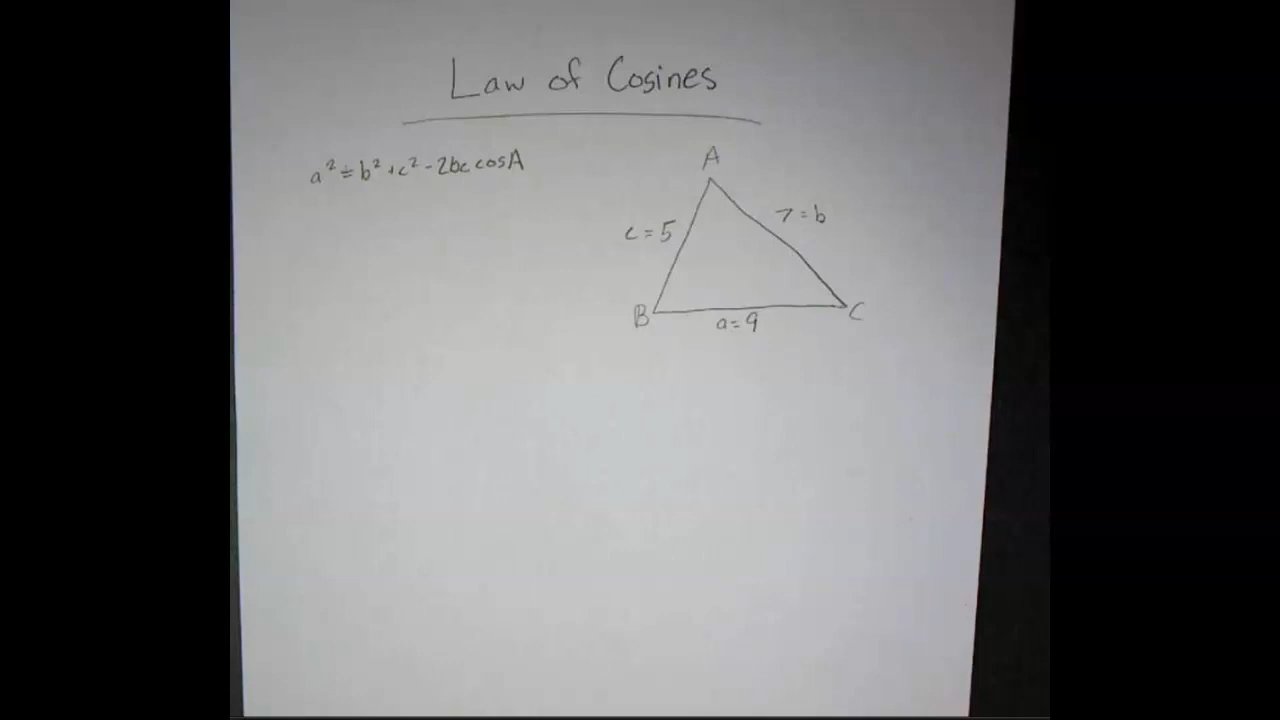 Law of Cosines
a² = b² + c² - 2bc cosA
A
c = 5
7 = b
B
a = 9
C